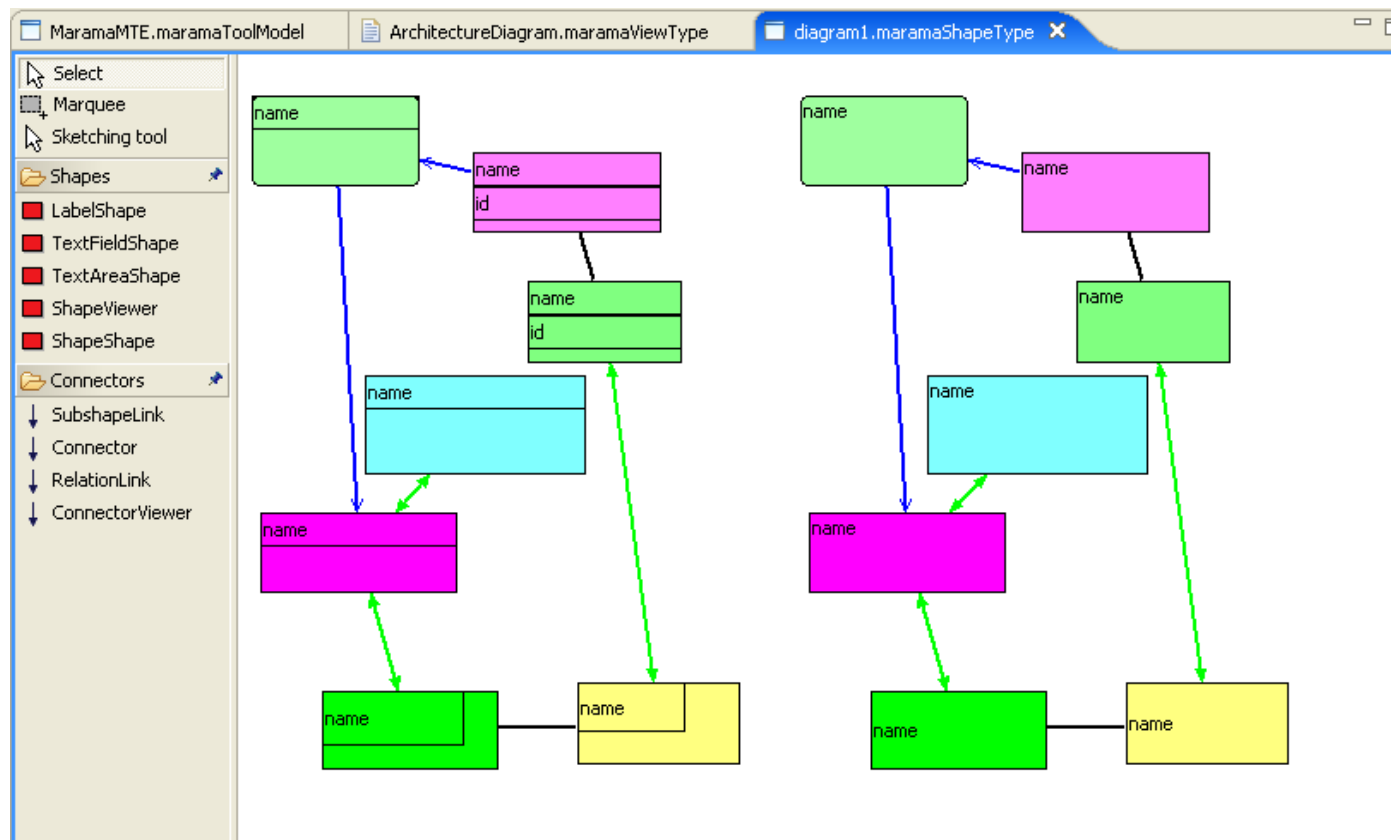 MaramaMTE.maramaToolModel
ArchitectureDiagram.maramaViewType
diagram1.maramaShapeType
Select
Marquee
Sketching tool
Shapes
LabelShape
TextFieldShape
TextAreaShape
ShapeViewer
ShapeShape
Connectors
SubshapeLink
Connector
RelationLink
ConnectorViewer
name
name
id
name
id
name
name
name
name
name
name
name
name
name
name
name